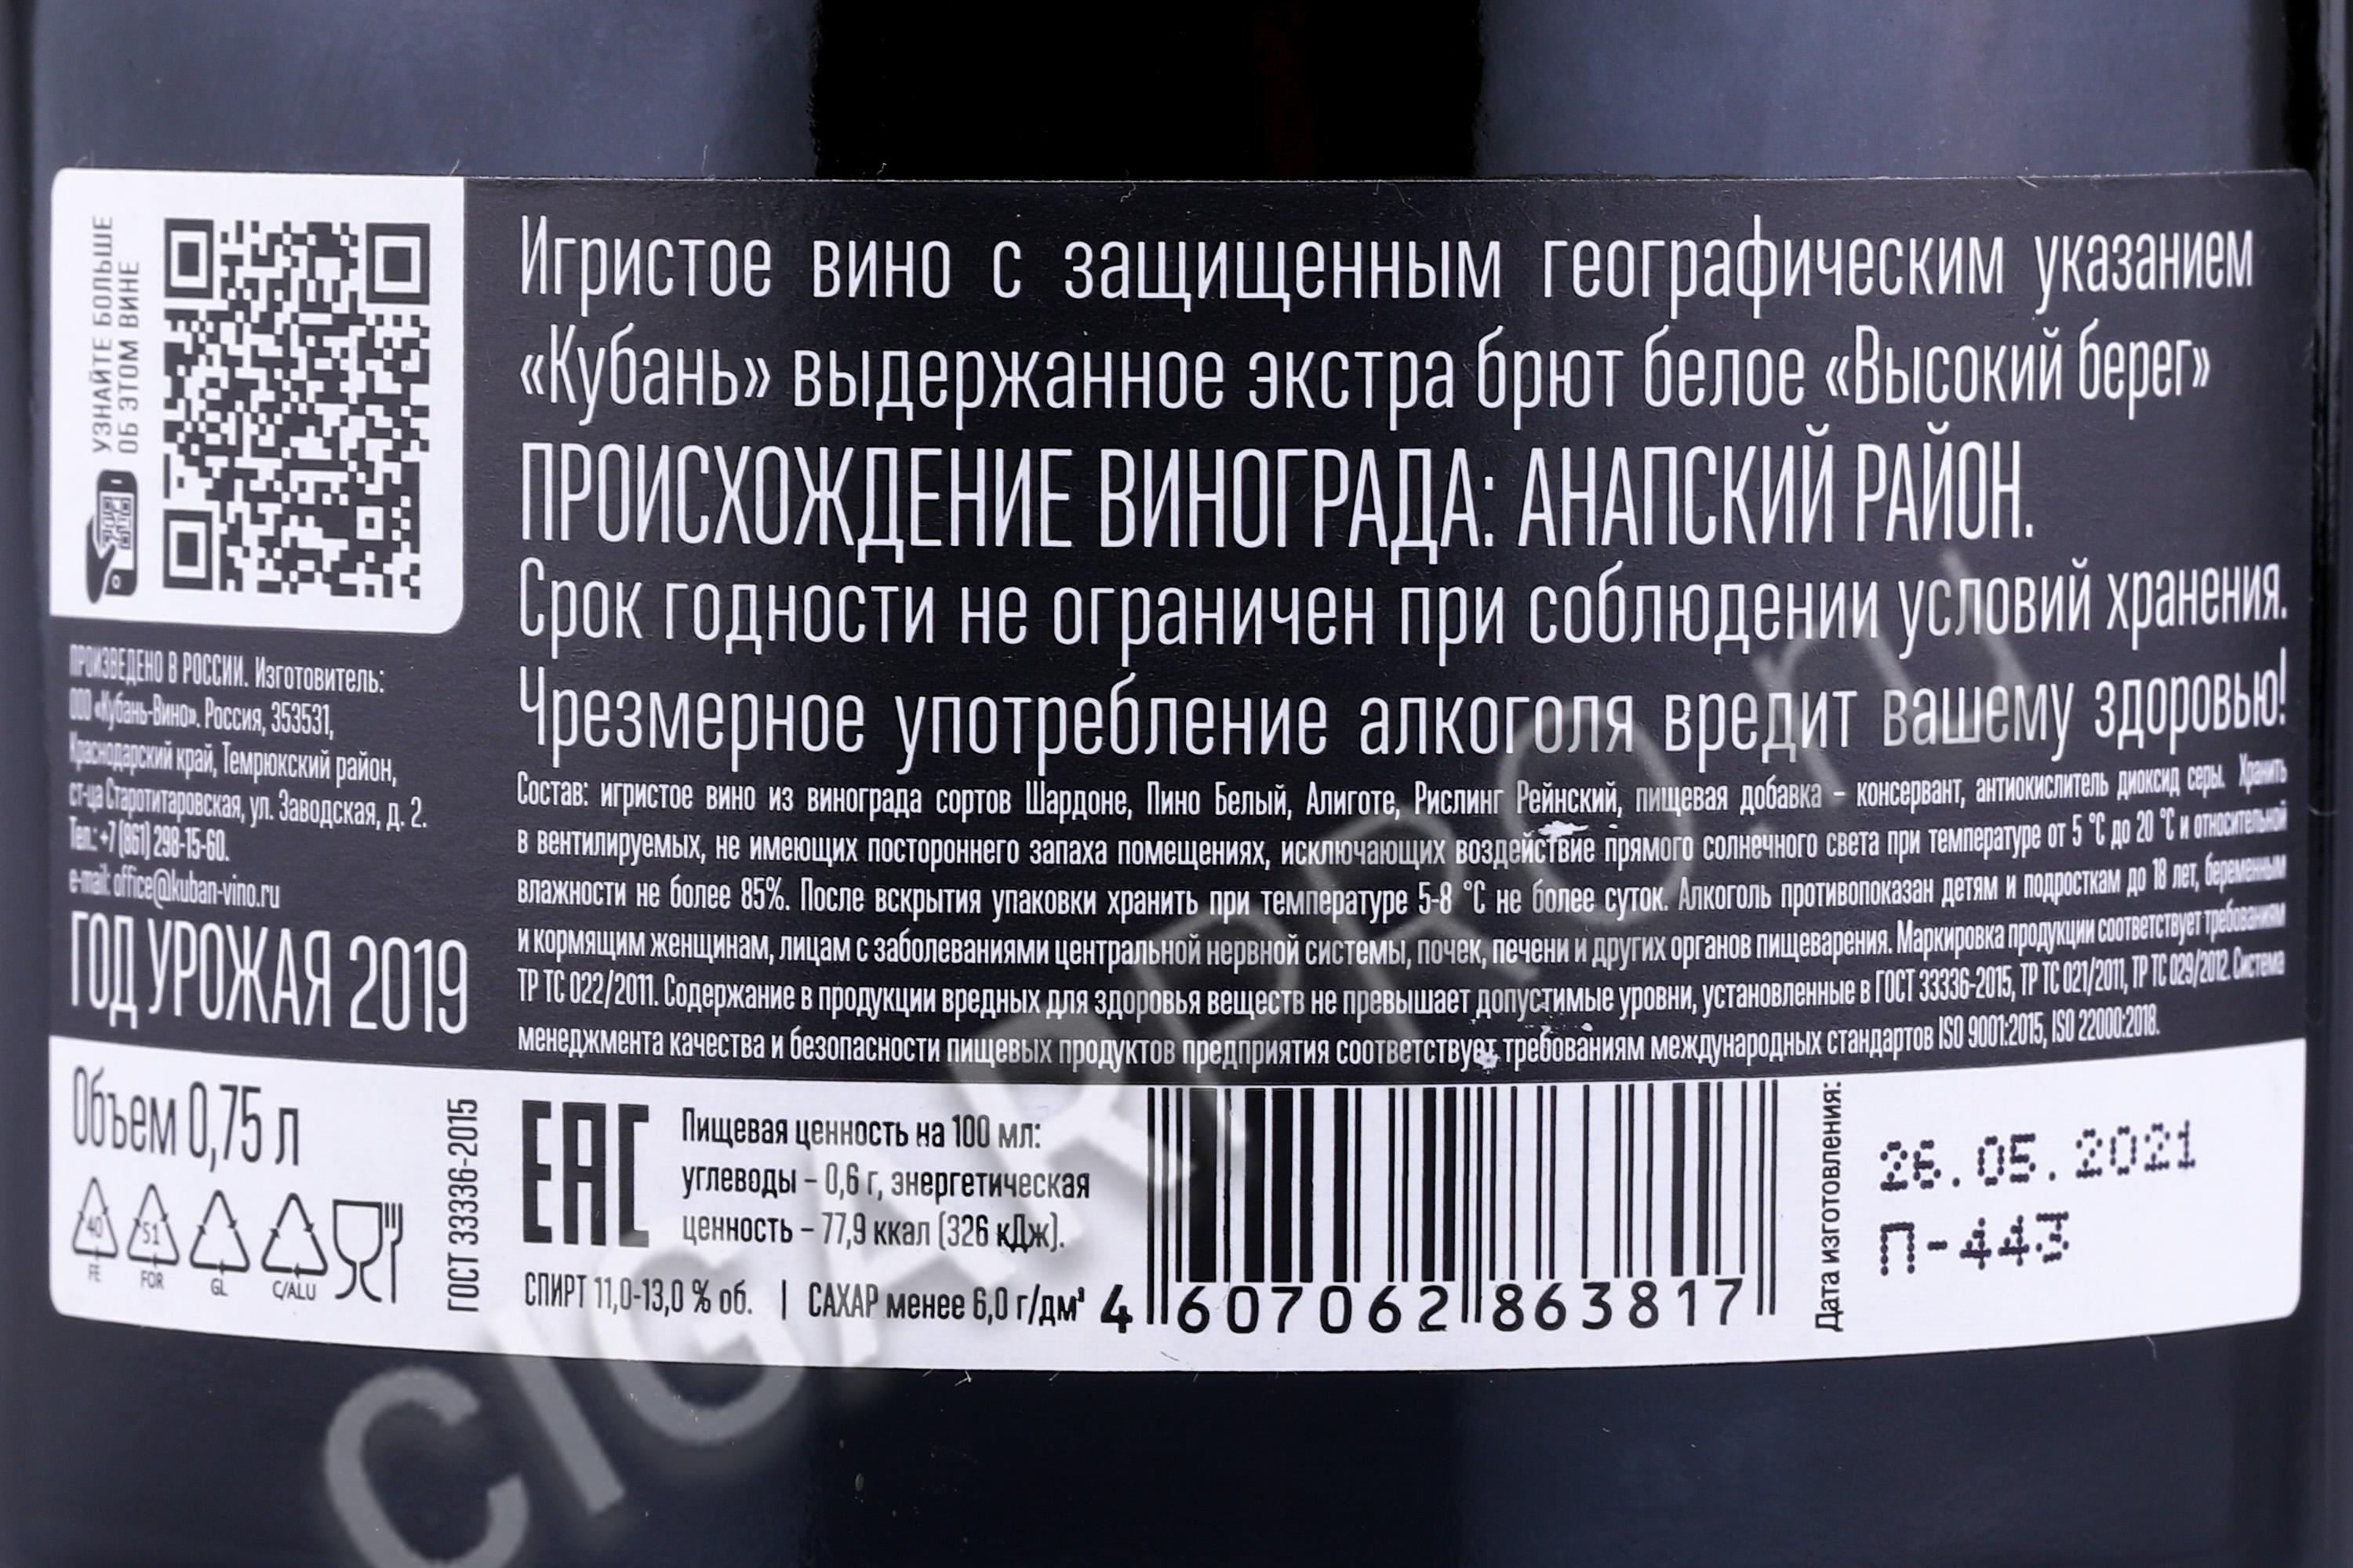 УЗНАЙТЕ БОЛЬШЕ
ОБ ЭТОМ ВИНЕ
ПРОИЗВЕДЕНО В РОССИИ. Изготовитель:
ООО «Кубань-Вино». Россия, 353531,
Краснодарский край, Темрюкский район,
ст-ца Старотитаровская, ул. Заводская, д. 2.
Тел.: +7 (861) 298-15-60.
e-mail: office@kuban-vino.ru
ГОД УРОЖАЯ 2019
Игристое вино с защищенным географическим указанием
«Кубань» выдержанное экстра брют белое «Высокий берег»
ПРОИСХОЖДЕНИЕ ВИНОГРАДА: АНАПСКИЙ РАЙОН.
Срок годности не ограничен при соблюдении условий хранения.
Чрезмерное употребление алкоголя вредит вашему здоровью!
Состав: игристое вино из винограда сортов Шардоне, Пино Белый, Алиготе, Рислинг Рейнский, пищевая добавка – консервант, антиокислитель диоксид серы. Хранить
в вентилируемых, не имеющих постороннего запаха помещениях, исключающих воздействие прямого солнечного света при температуре от 5 °С до 20 °С и относительной
влажности не более 85%. После вскрытия упаковки хранить при температуре 5-8 °С не более суток. Алкоголь противопоказан детям и подросткам до 18 лет, беременным
и кормящим женщинам, лицам с заболеваниями центральной нервной системы, почек, печени и других органов пищеварения. Маркировка продукции соответствует требованиям
ТР ТС 022/2011. Содержание в продукции вредных для здоровья веществ не превышает допустимые уровни, установленные в ГОСТ 33336-2015, ТР ТС 021/2011, ТР ТС 029/2012. Система
менеджмента качества и безопасности пищевых продуктов предприятия соответствует требованиям международных стандартов ISO 9001:2015, ISO 22000:2018.
Объем 0,75 л
40 51
FE FOR GL C/ALU
ГОСТ 33336-2015
EAC
Пищевая ценность на 100 мл:
углеводы – 0,6 г, энергетическая
ценность – 77,9 ккал (326 кДж).
СПИРТ 11,0-13,0 % об. | САХАР менее 6,0 г/дм³
4 607062 863817
Дата изготовления:
26.05.2021
П-443
CIGARPRO.ru